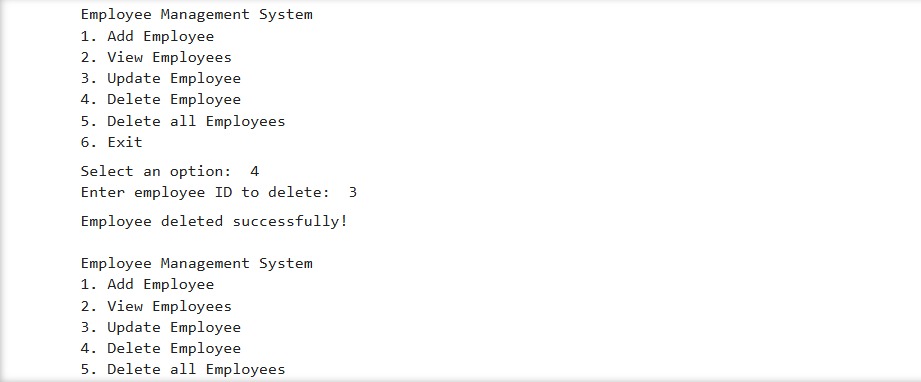 Employee Management System
1. Add Employee
2. View Employees
3. Update Employee
4. Delete Employee
5. Delete all Employees
6. Exit
Select an option:  4
Enter employee ID to delete:  3
Employee deleted successfully!
Employee Management System
1. Add Employee
2. View Employees
3. Update Employee
4. Delete Employee
5. Delete all Employees